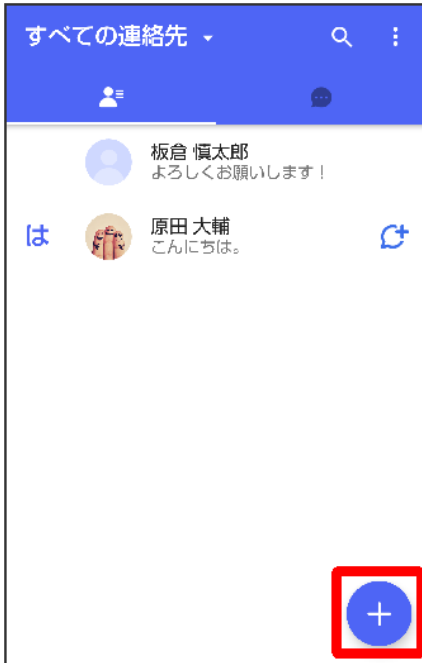 すべての連絡先
板倉 慎太郎
よろしくお願いします！
は
原田 大輔
こんにちは。